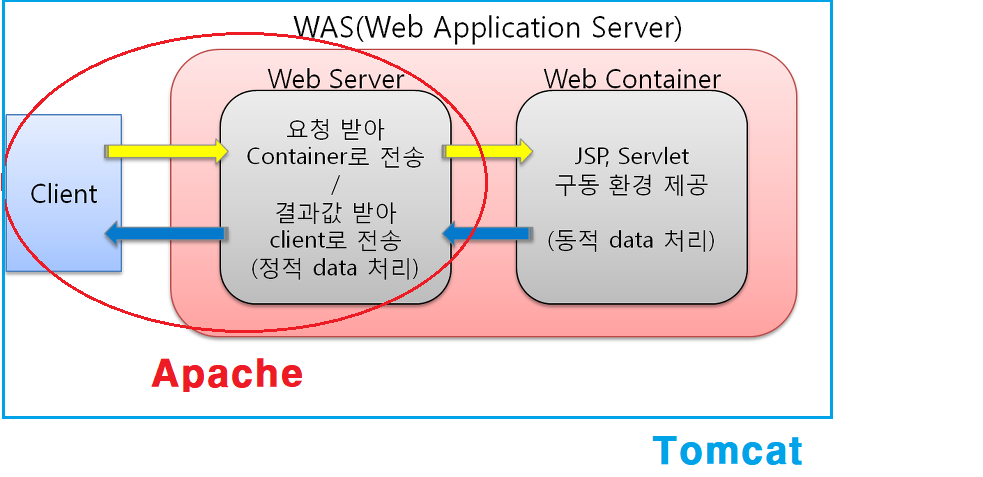 WAS(Web Application Server)
Web Server
Web Container
Client
요청 받아
Container로 전송
/
결과값 받아
client로 전송
(정적 data 처리)
JSP, Servlet
구동 환경 제공
(동적 data 처리)
Apache
Tomcat